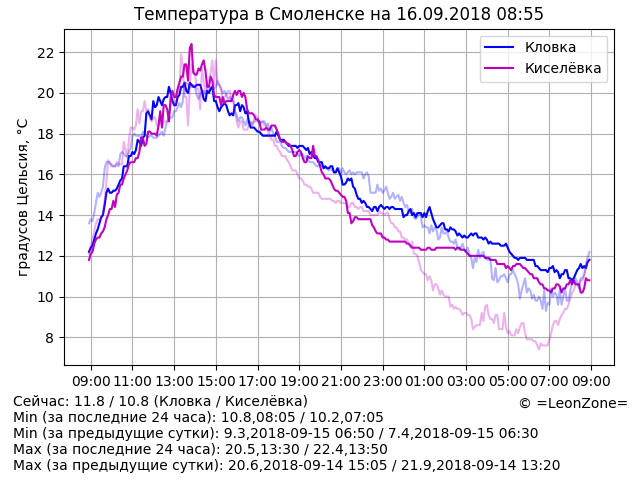 Температура в Смоленске на 16.09.2018 08:55
Кловка
Киселёвка
градусов Цельсия, °C
22
20
18
16
14
12
10
8
09:00 11:00 13:00 15:00 17:00 19:00 21:00 23:00 01:00 03:00 05:00 07:00 09:00
Сейчас: 11.8 / 10.8 (Кловка / Киселёвка)
© =LeonZone=
Min (за последние 24 часа): 10.8,08:05 / 10.2,07:05
Min (за предыдущие сутки): 9.3,2018-09-15 06:50 / 7.4,2018-09-15 06:30
Max (за последние 24 часа): 20.5,13:30 / 22.4,13:50
Max (за предыдущие сутки): 20.6,2018-09-14 15:05 / 21.9,2018-09-14 13:20